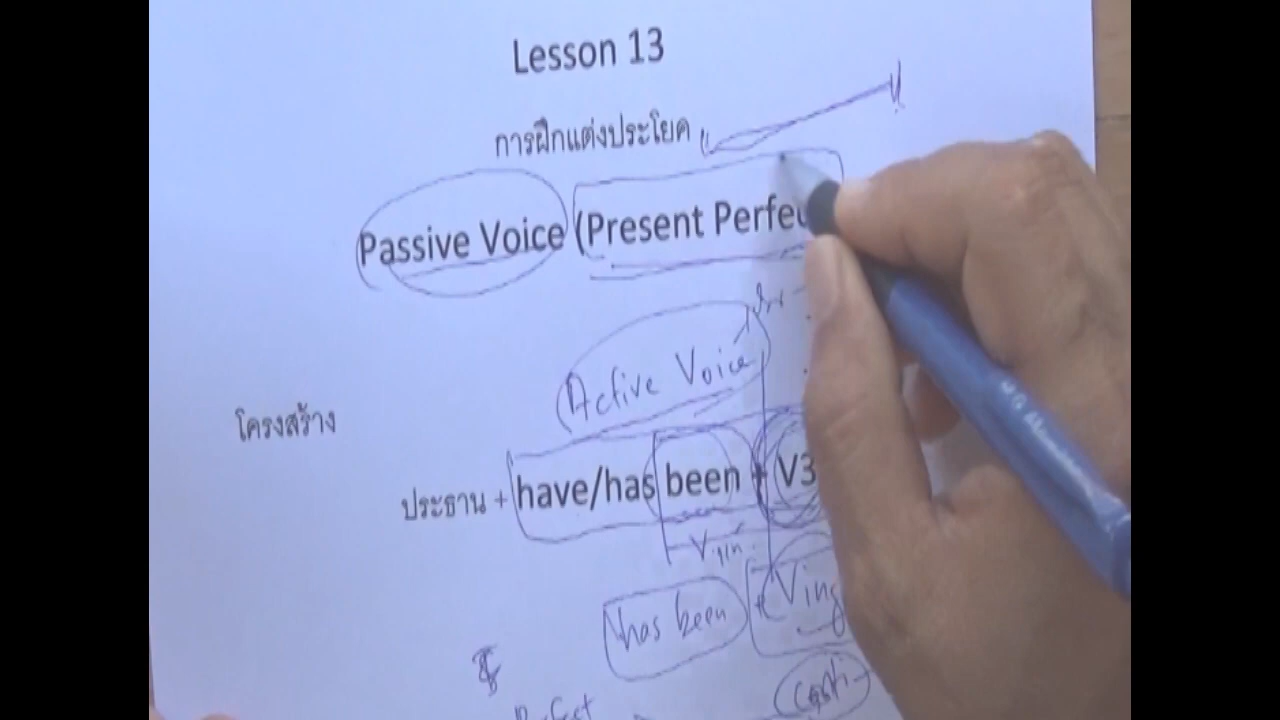 Lesson 13
การฝึกแต่งประโยค
Passive Voice (Present Perfec
Active Voice
โครงสร้าง
ประธาน + have/has been + V3
has been + Ving
Perfect